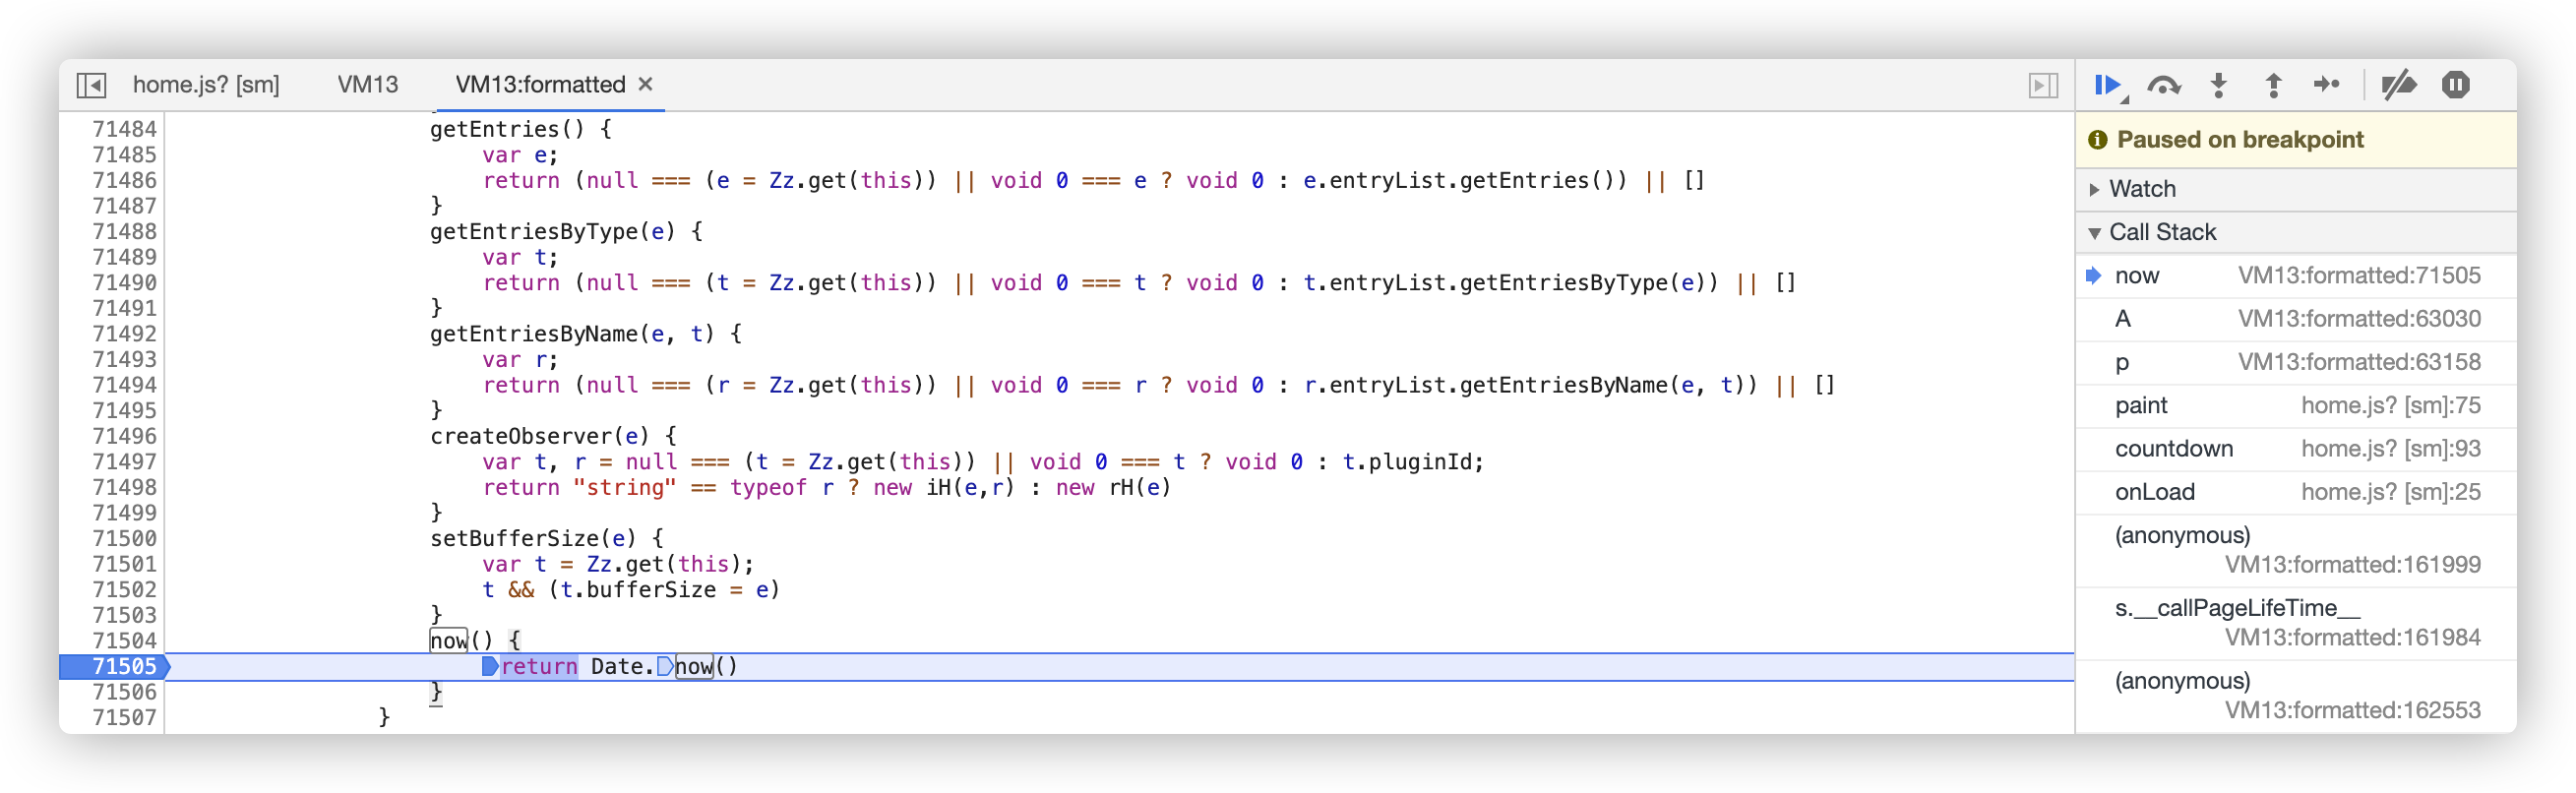 home.js? [sm] VM13 VM13:formatted ×
71484 getEntries() {
71485 var e;
71486 return (null === (e = Zz.get(this)) || void 0 === e ? void 0 : e.entryList.getEntries()) || []
71487 }
71488 getEntriesByType(e) {
71489 var t;
71490 return (null === (t = Zz.get(this)) || void 0 === t ? void 0 : t.entryList.getEntriesByType(e)) || []
71491 }
71492 getEntriesByName(e, t) {
71493 var r;
71494 return (null === (r = Zz.get(this)) || void 0 === r ? void 0 : r.entryList.getEntriesByName(e, t)) || []
71495 }
71496 createObserver(e) {
71497 var t, r = null === (t = Zz.get(this)) || void 0 === t ? void 0 : t.pluginId;
71498 return "string" == typeof r ? new iH(e,r) : new rH(e)
71499 }
71500 setBufferSize(e) {
71501 var t = Zz.get(this);
71502 t && (t.bufferSize = e)
71503 }
71504 now() {
71505 return Date.now()
71506 }
71507 }
Paused on breakpoint
Watch
Call Stack
now VM13:formatted:71505
A VM13:formatted:63030
p VM13:formatted:63158
paint home.js? [sm]:75
countdown home.js? [sm]:93
onLoad home.js? [sm]:25
(anonymous)
VM13:formatted:161999
s.__callPageLifeTime__
VM13:formatted:161984
(anonymous)
VM13:formatted:162553